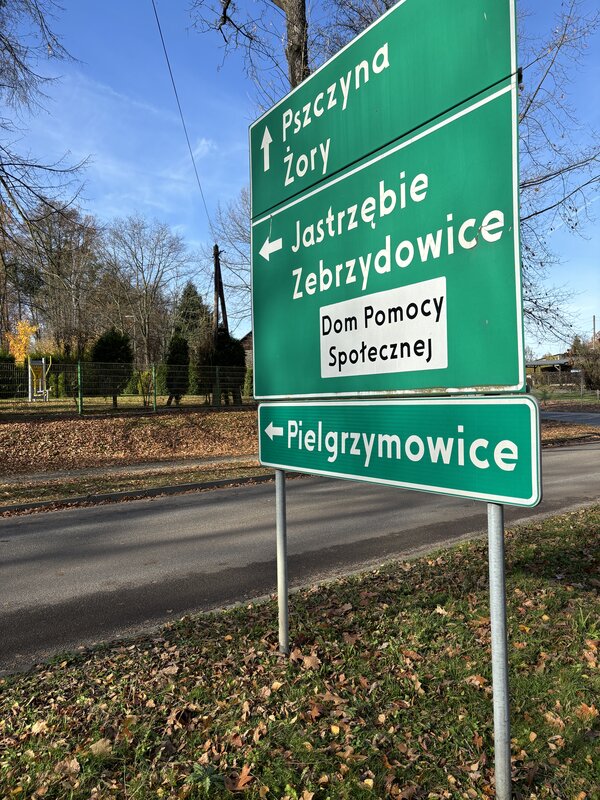 Pszczyna
Żory
Jastrzębie
Zebrzydowice
Dom Pomocy
Społecznej
Pielgrzymowice